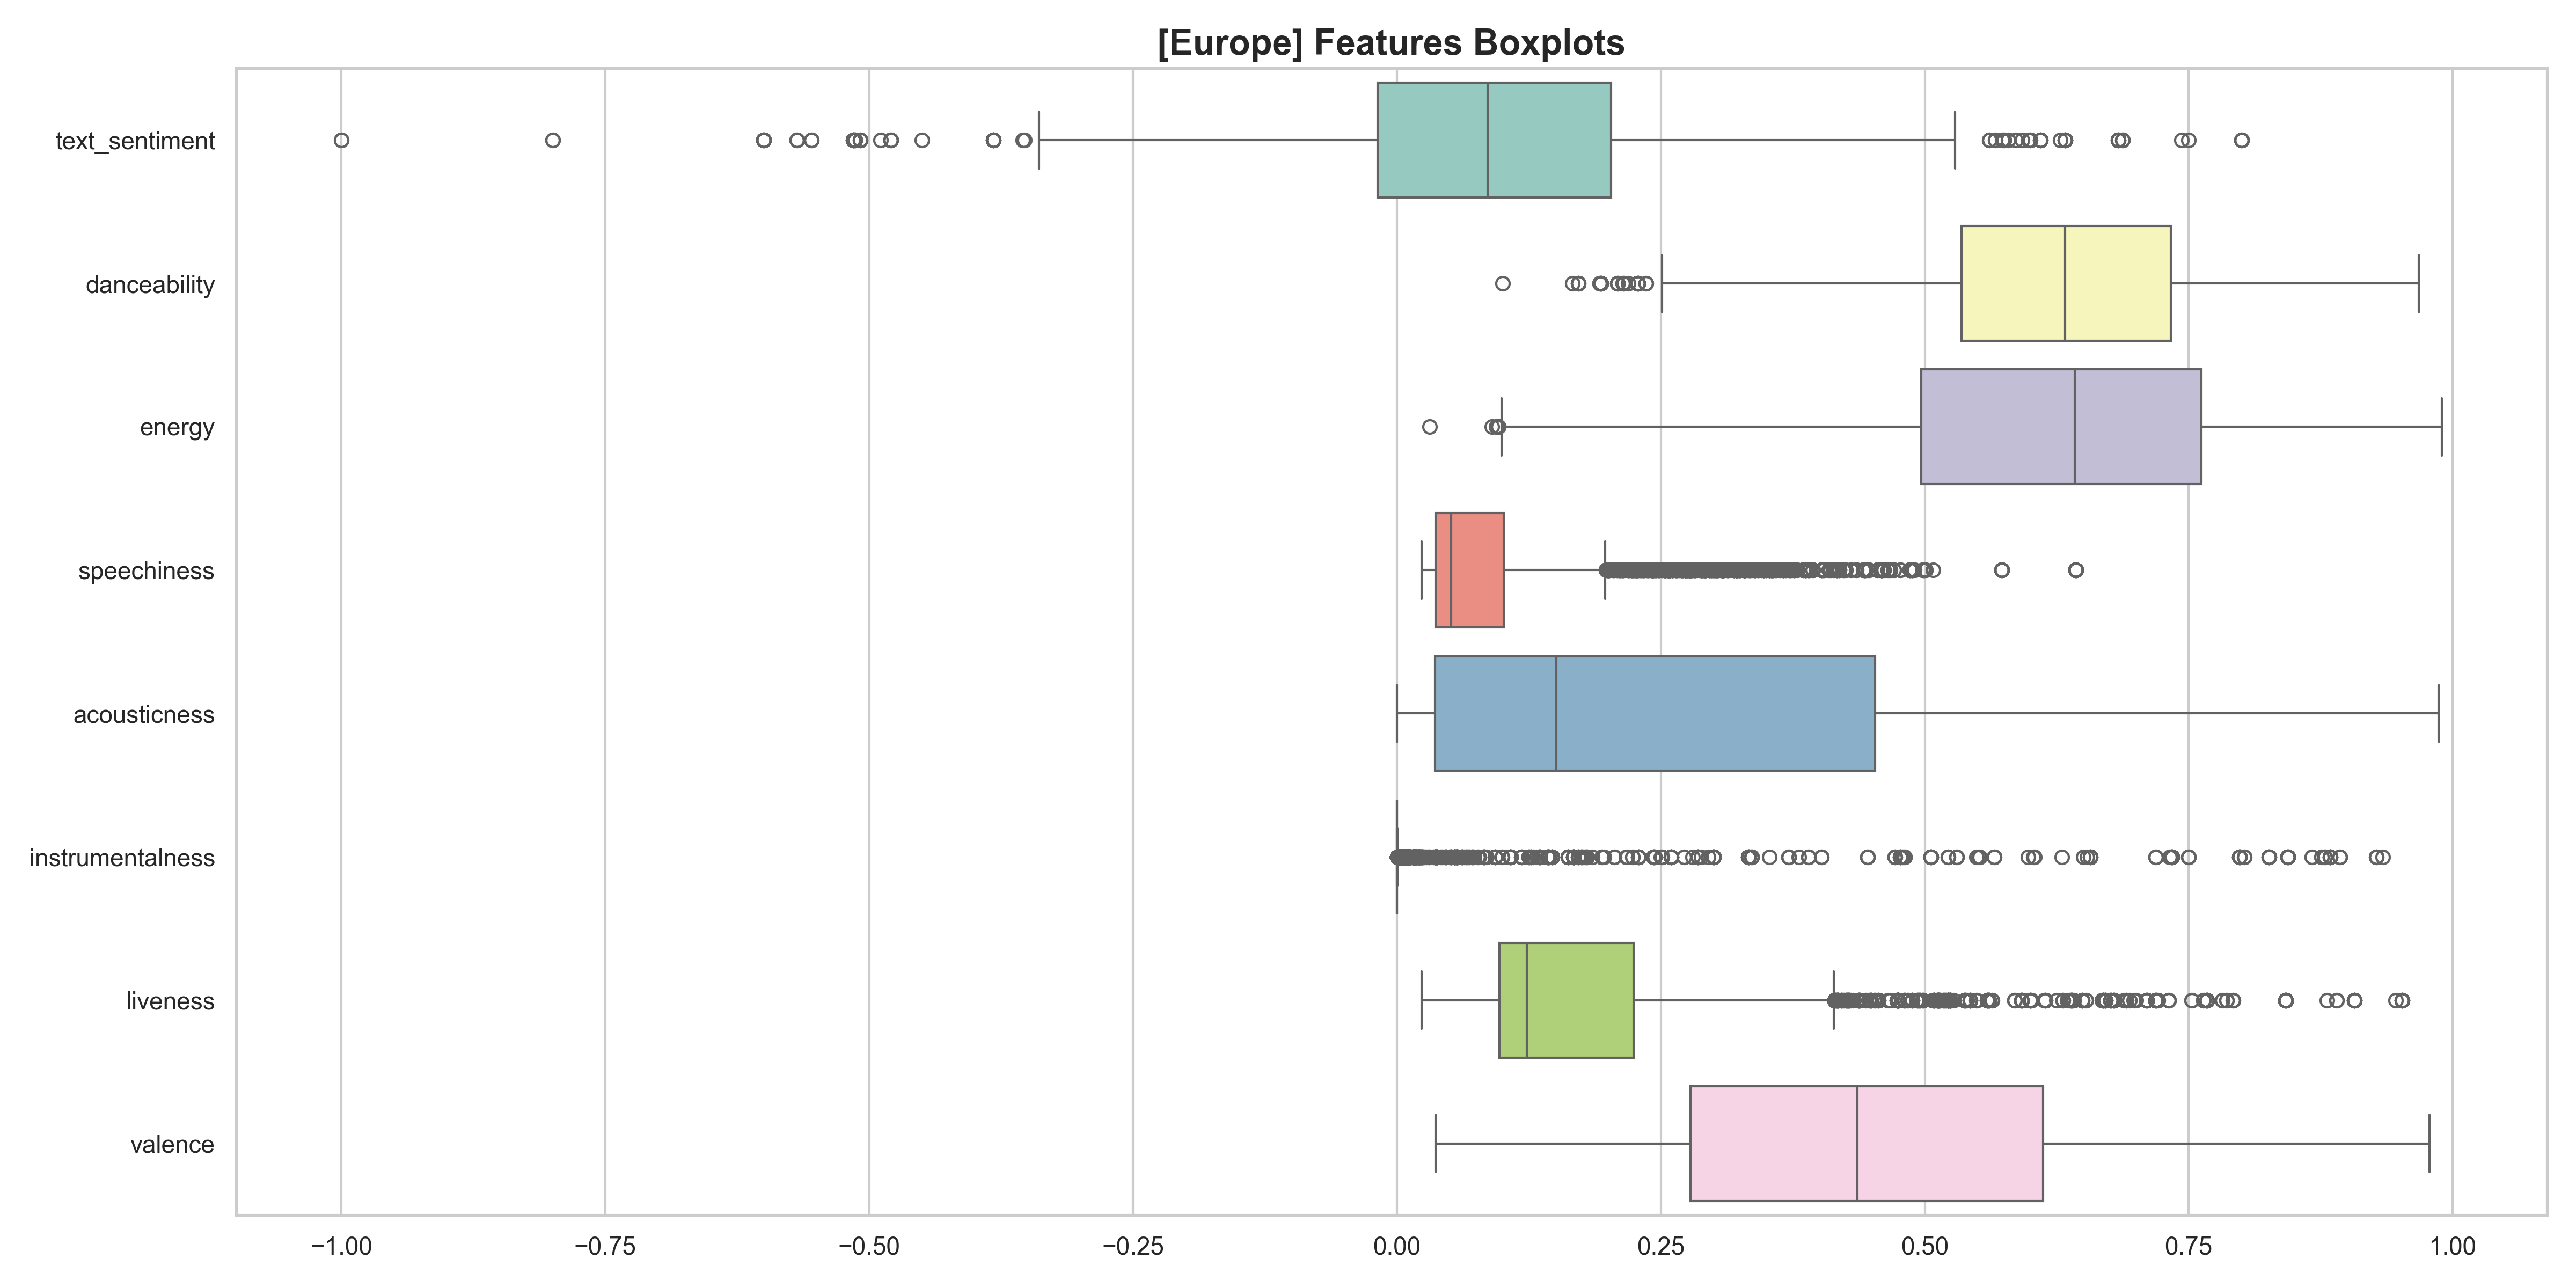 [Europe] Features Boxplots
text_sentiment
danceability
energy
speechiness
acousticness
instrumentalness
liveness
valence
−1.00 −0.75 −0.50 −0.25 0.00 0.25 0.50 0.75 1.00